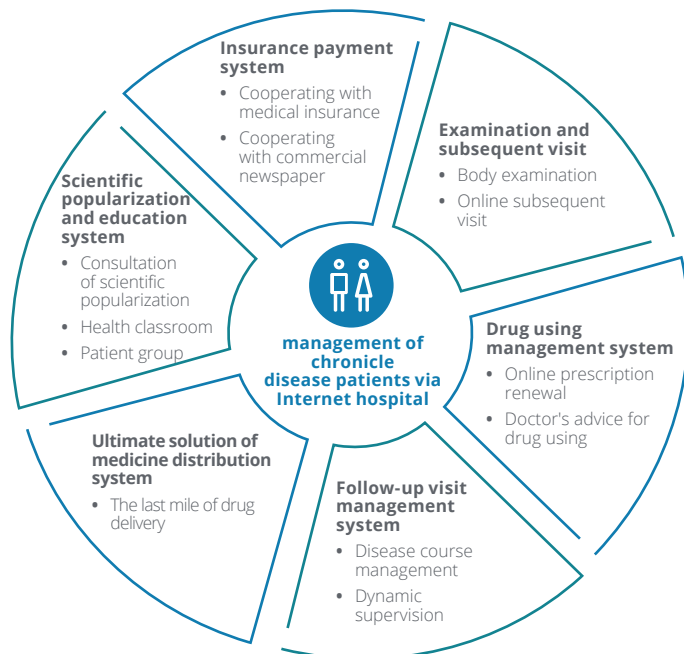 Insurance payment
system
• Cooperating with
medical insurance
• Cooperating
with commercial
newspaper
Examination and
subsequent visit
• Body examination
• Online subsequent
visit
Drug using
management system
• Online prescription
renewal
• Doctor's advice for
drug using
Follow-up visit
management
system
• Disease course
management
• Dynamic
supervision
Ultimate solution of
medicine distribution
system
• The last mile of drug
delivery
Scientific
popularization
and education
system
• Consultation
of scientific
popularization
• Health classroom
• Patient group
management of
chronicle
disease patients via
Internet hospital